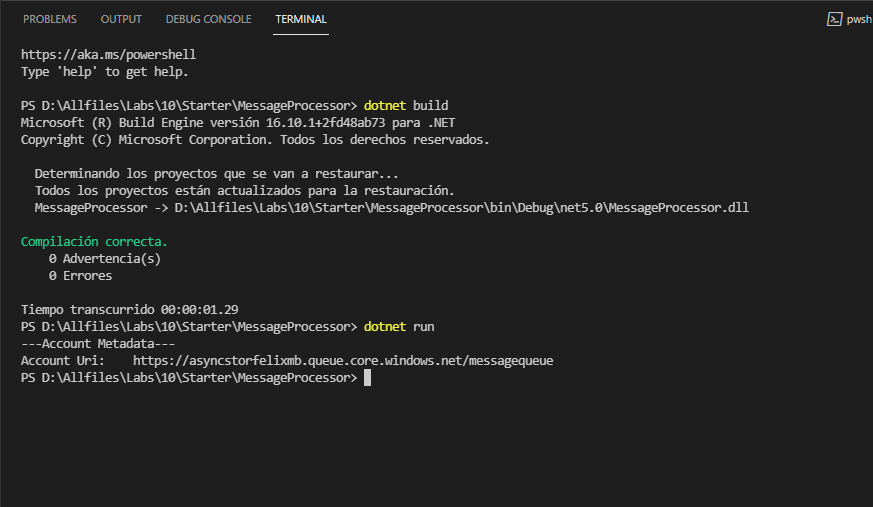 PROBLEMS OUTPUT DEBUG CONSOLE TERMINAL pwsh
https://aka.ms/powershell
Type 'help' to get help.
PS D:\Allfiles\Labs\10\Starter\MessageProcessor> dotnet build
Microsoft (R) Build Engine versión 16.10.1+2fd48ab73 para .NET
Copyright (C) Microsoft Corporation. Todos los derechos reservados.
Determinando los proyectos que se van a restaurar...
Todos los proyectos están actualizados para la restauración.
MessageProcessor -> D:\Allfiles\Labs\10\Starter\MessageProcessor\bin\Debug\net5.0\MessageProcessor.dll
Compilación correcta.
0 Advertencia(s)
0 Errores
Tiempo transcurrido 00:00:01.29
PS D:\Allfiles\Labs\10\Starter\MessageProcessor> dotnet run
---Account Metadata---
Account Uri: https://asyncstorfelixmb.queue.core.windows.net/messagequeue
PS D:\Allfiles\Labs\10\Starter\MessageProcessor>